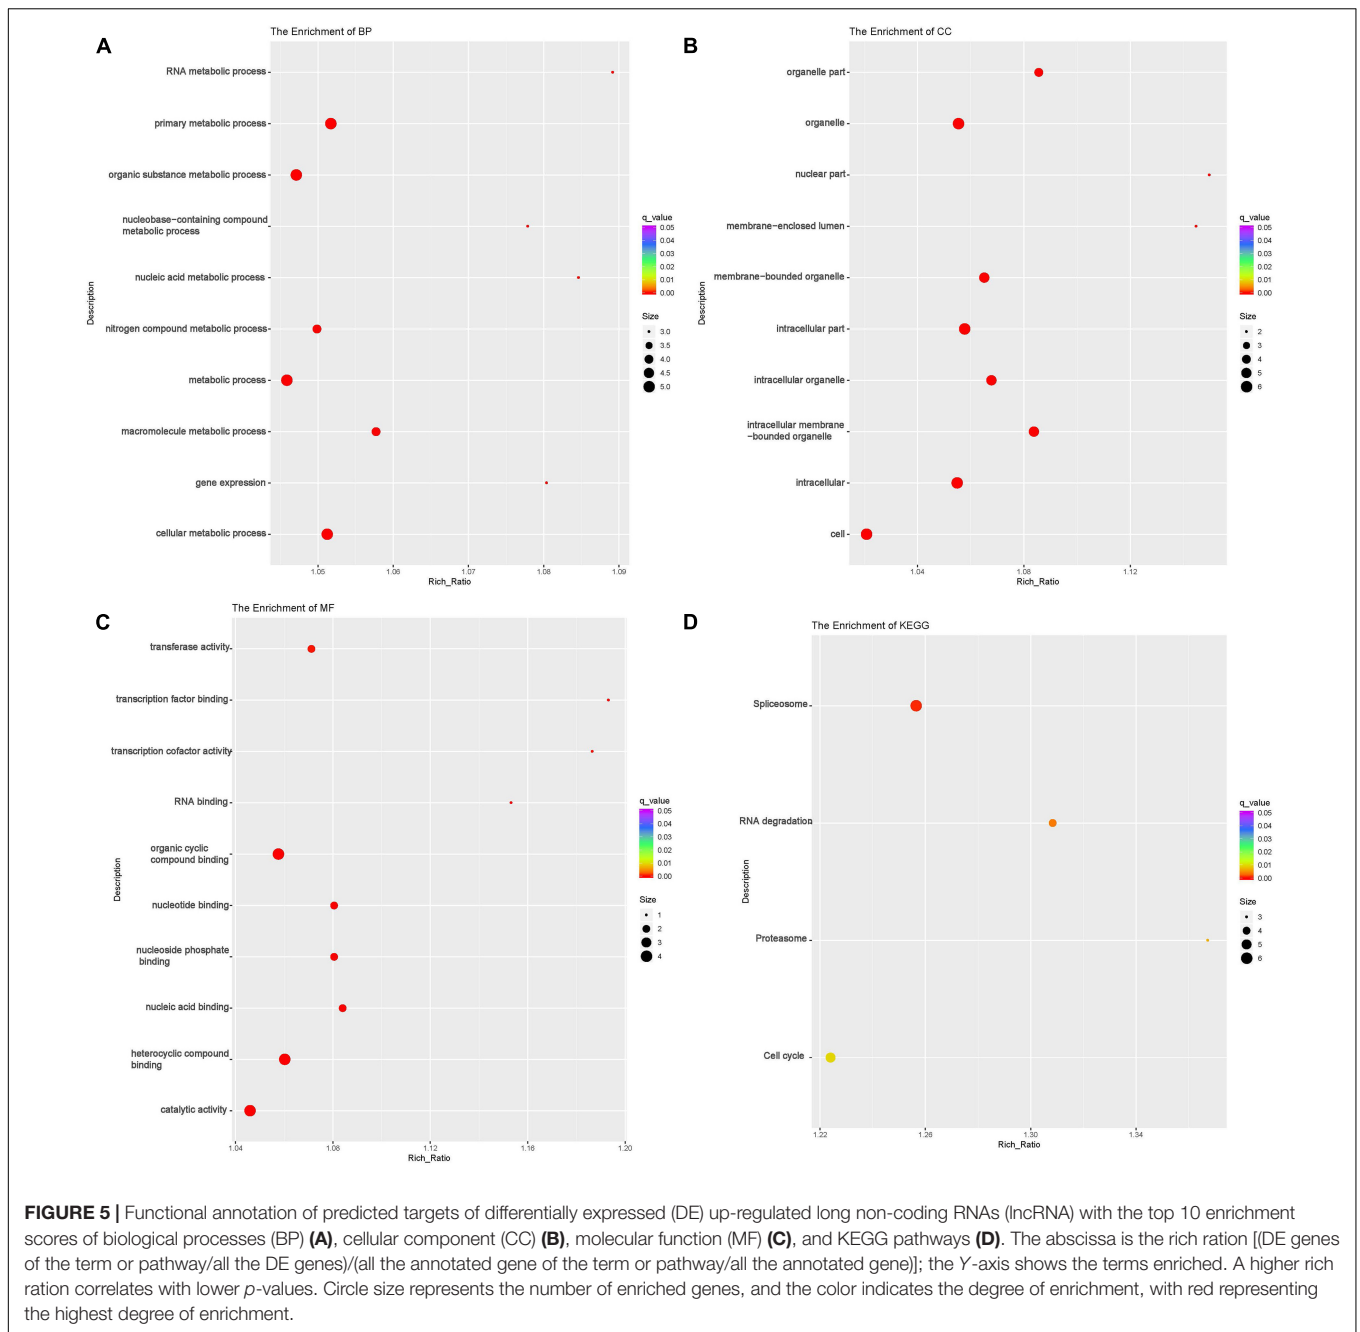 A
The Enrichment of BP
RNA metabolic process
primary metabolic process
organic substance metabolic process
nucleobase−containing compound
metabolic process
nucleic acid metabolic process
nitrogen compound metabolic process
metabolic process
macromolecule metabolic process
gene expression
cellular metabolic process
Description
1.05 1.06 1.07 1.08 1.09
Rich_Ratio
q_value
0.05
0.04
0.03
0.02
0.01
0.00
Size
3.0
3.5
4.0
4.5
5.0
B
The Enrichment of CC
organelle part
organelle
nuclear part
membrane−enclosed lumen
membrane−bounded organelle
intracellular part
intracellular organelle
intracellular membrane
−bounded organelle
intracellular
cell
Description
1.04 1.08 1.12
Rich_Ratio
q_value
0.05
0.04
0.03
0.02
0.01
0.00
Size
2
3
4
5
6
C
The Enrichment of MF
transferase activity
transcription factor binding
transcription cofactor activity
RNA binding
organic cyclic
compound binding
nucleotide binding
nucleoside phosphate
binding
nucleic acid binding
heterocyclic compound
binding
catalytic activity
Description
1.04 1.08 1.12 1.16 1.20
Rich_Ratio
q_value
0.05
0.04
0.03
0.02
0.01
0.00
Size
1
2
3
4
D
The Enrichment of KEGG
Spliceosome
RNA degradation
Proteasome
Cell cycle
Description
1.22 1.26 1.30 1.34
Rich_Ratio
q_value
0.05
0.04
0.03
0.02
0.01
0.00
Size
3
4
5
6
FIGURE 5 | Functional annotation of predicted targets of differentially expressed (DE) up-regulated long non-coding RNAs (lncRNA) with the top 10 enrichment
scores of biological processes (BP) (A), cellular component (CC) (B), molecular function (MF) (C), and KEGG pathways (D). The abscissa is the rich ration [(DE genes
of the term or pathway/all the DE genes)/(all the annotated gene of the term or pathway/all the annotated gene)]; the Y-axis shows the terms enriched. A higher rich
ration correlates with lower p-values. Circle size represents the number of enriched genes, and the color indicates the degree of enrichment, with red representing
the highest degree of enrichment.